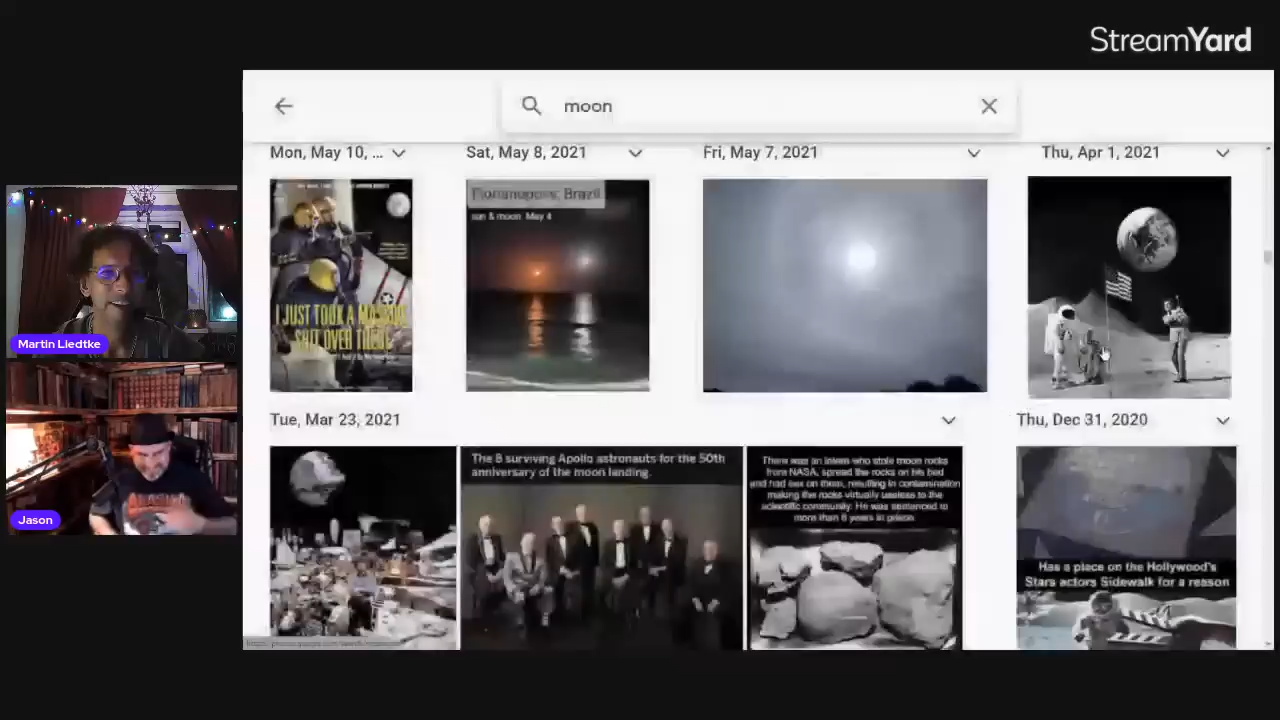 StreamYard
moon
Mon, May 10, ...
Sat, May 8, 2021
Fri, May 7, 2021
Thu, Apr 1, 2021
Florianopolis, Brazil
sun & moon May 4
I JUST TOOK A MASSIVE
SHIT OVER THERE
Martin Liedtke
Jason
Tue, Mar 23, 2021
Thu, Dec 31, 2020
The 8 surviving Apollo astronauts for the 50th
anniversary of the moon landing.
There was an intern who stole moon rocks
from NASA, spread the rocks on his bed
and had sex on them, resulting in contamination
making the rocks virtually useless to the
scientific community. He was sentenced to
more than 8 years in prison.
Has a place on the Hollywood's
Stars actors Sidewalk for a reason